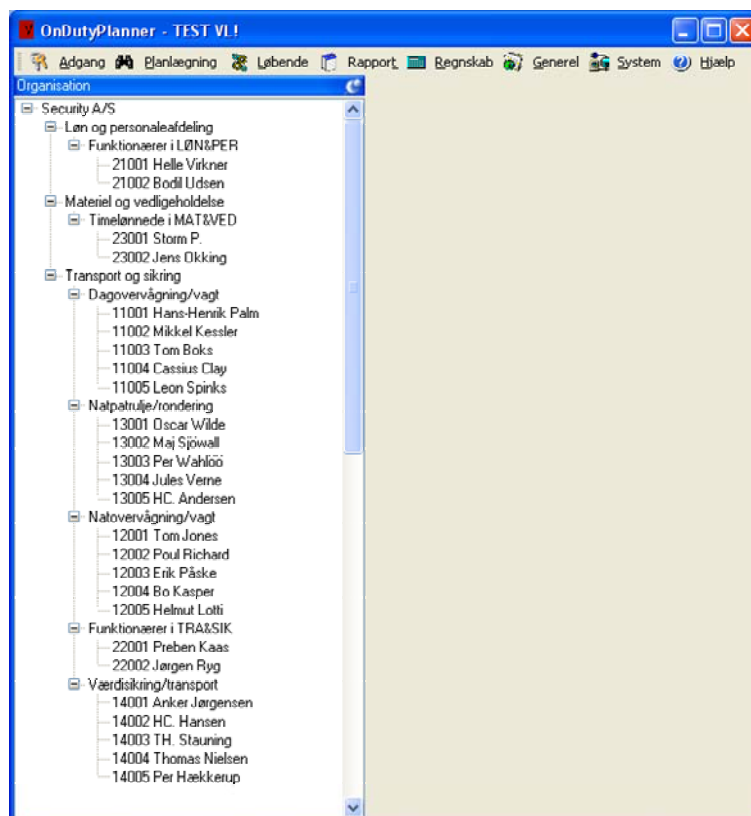 OnDutyPlanner - TEST VL!
Adgang Planlægning Løbende Rapport Regnskab Generel System Hjælp
Organisation
Security A/S
Løn og personaleafdeling
Funktionærer i LØN&PER
21001 Helle Virkner
21002 Bodil Udsen
Materiel og vedligeholdelse
Timelønnede i MAT&VED
23001 Storm P.
23002 Jens Okking
Transport og sikring
Dagovervågning/vagt
11001 Hans-Henrik Palm
11002 Mikkel Kessler
11003 Tom Boks
11004 Cassius Clay
11005 Leon Spinks
Natpatrulje/rondering
13001 Oscar Wilde
13002 Maj Sjöwall
13003 Per Wahlöö
13004 Jules Verne
13005 HC. Andersen
Natovervågning/vagt
12001 Tom Jones
12002 Poul Richard
12003 Erik Påske
12004 Bo Kasper
12005 Helmut Lotti
Funktionærer i TRA&SIK
22001 Preben Kaas
22002 Jørgen Ryg
Værdisikring/transport
14001 Anker Jørgensen
14002 HC. Hansen
14003 TH. Stauning
14004 Thomas Nielsen
14005 Per Hækkerup